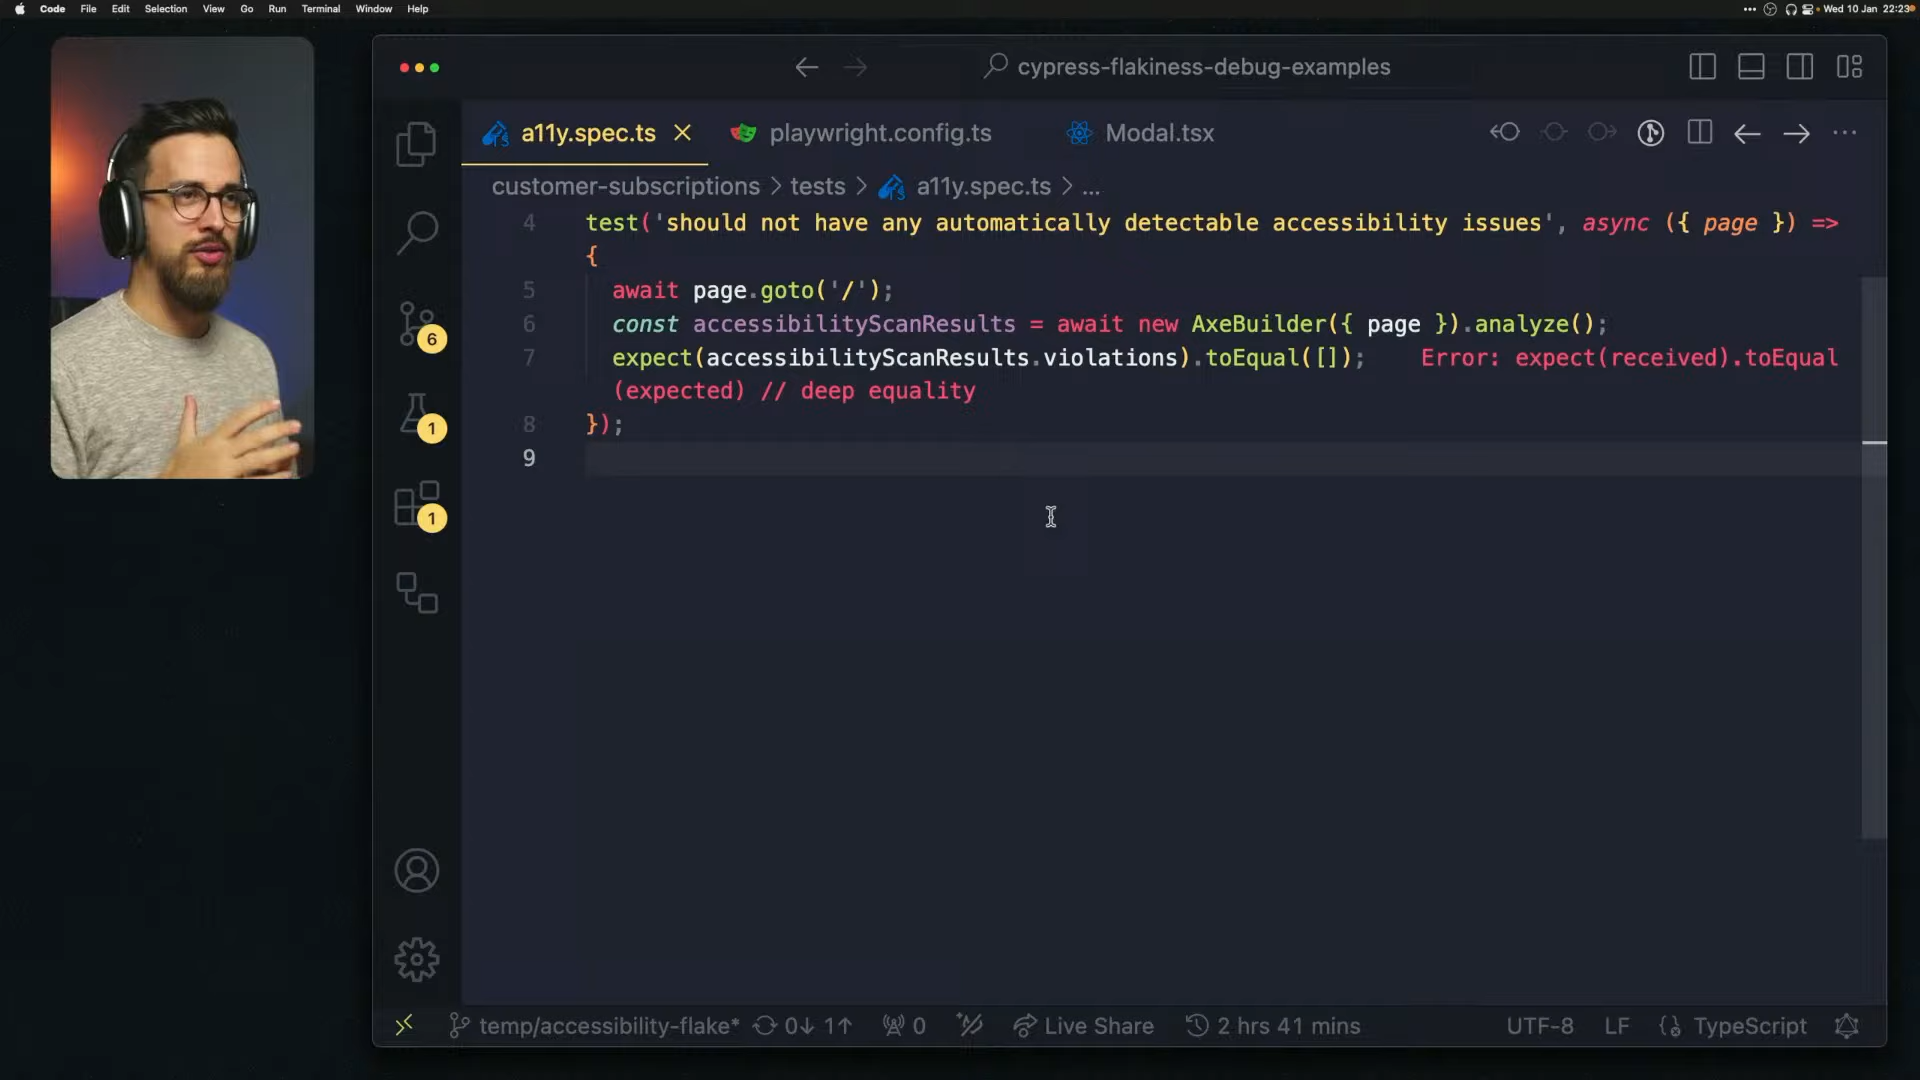 Code File Edit Selection View Go Run Terminal Window Help
Wed 10 Jan 22:23
cypress-flakiness-debug-examples
a11y.spec.ts
playwright.config.ts
Modal.tsx
customer-subscriptions > tests > a11y.spec.ts > ...
4 test('should not have any automatically detectable accessibility issues', async ({ page }) =>
{
5 await page.goto('/');
6 const accessibilityScanResults = await new AxeBuilder({ page }).analyze();
7 expect(accessibilityScanResults.violations).toEqual([]); Error: expect(received).toEqual
(expected) // deep equality
8 });
9
6
1
1
temp/accessibility-flake* 0↓ 1↑ 0 Live Share 2 hrs 41 mins UTF-8 LF TypeScript